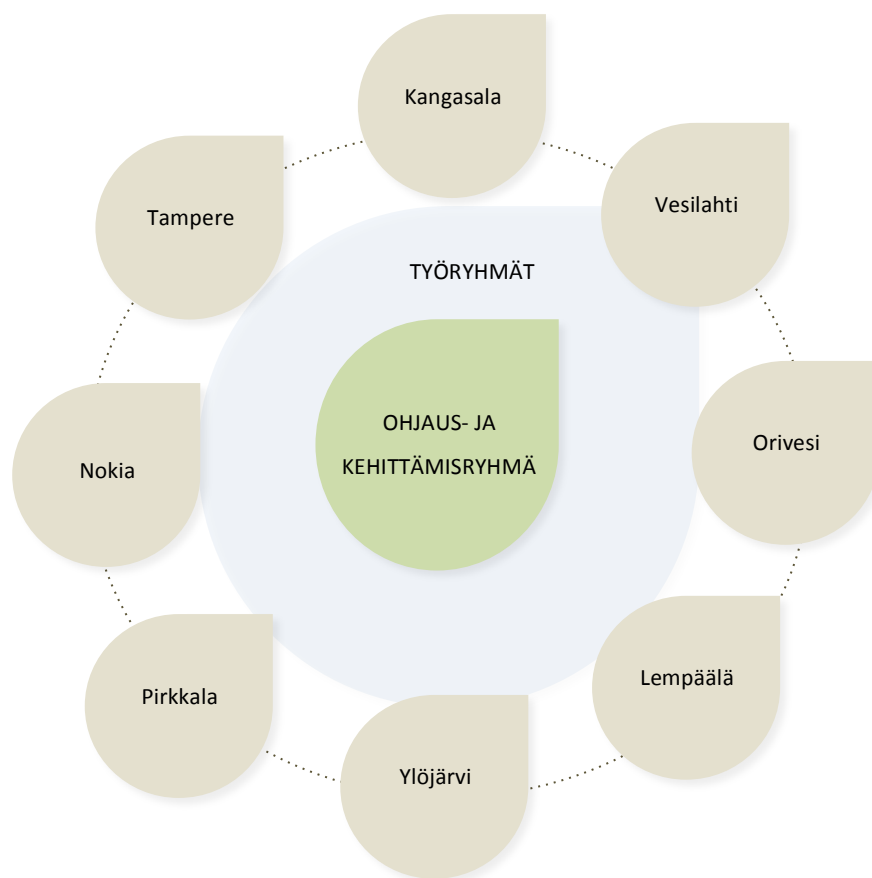 Kangasala
Vesilahti
Tampere
TYÖRYHMÄT
OHJAUS- JA
KEHITTÄMISRYHMÄ
Orivesi
Nokia
Lempäälä
Pirkkala
Ylöjärvi